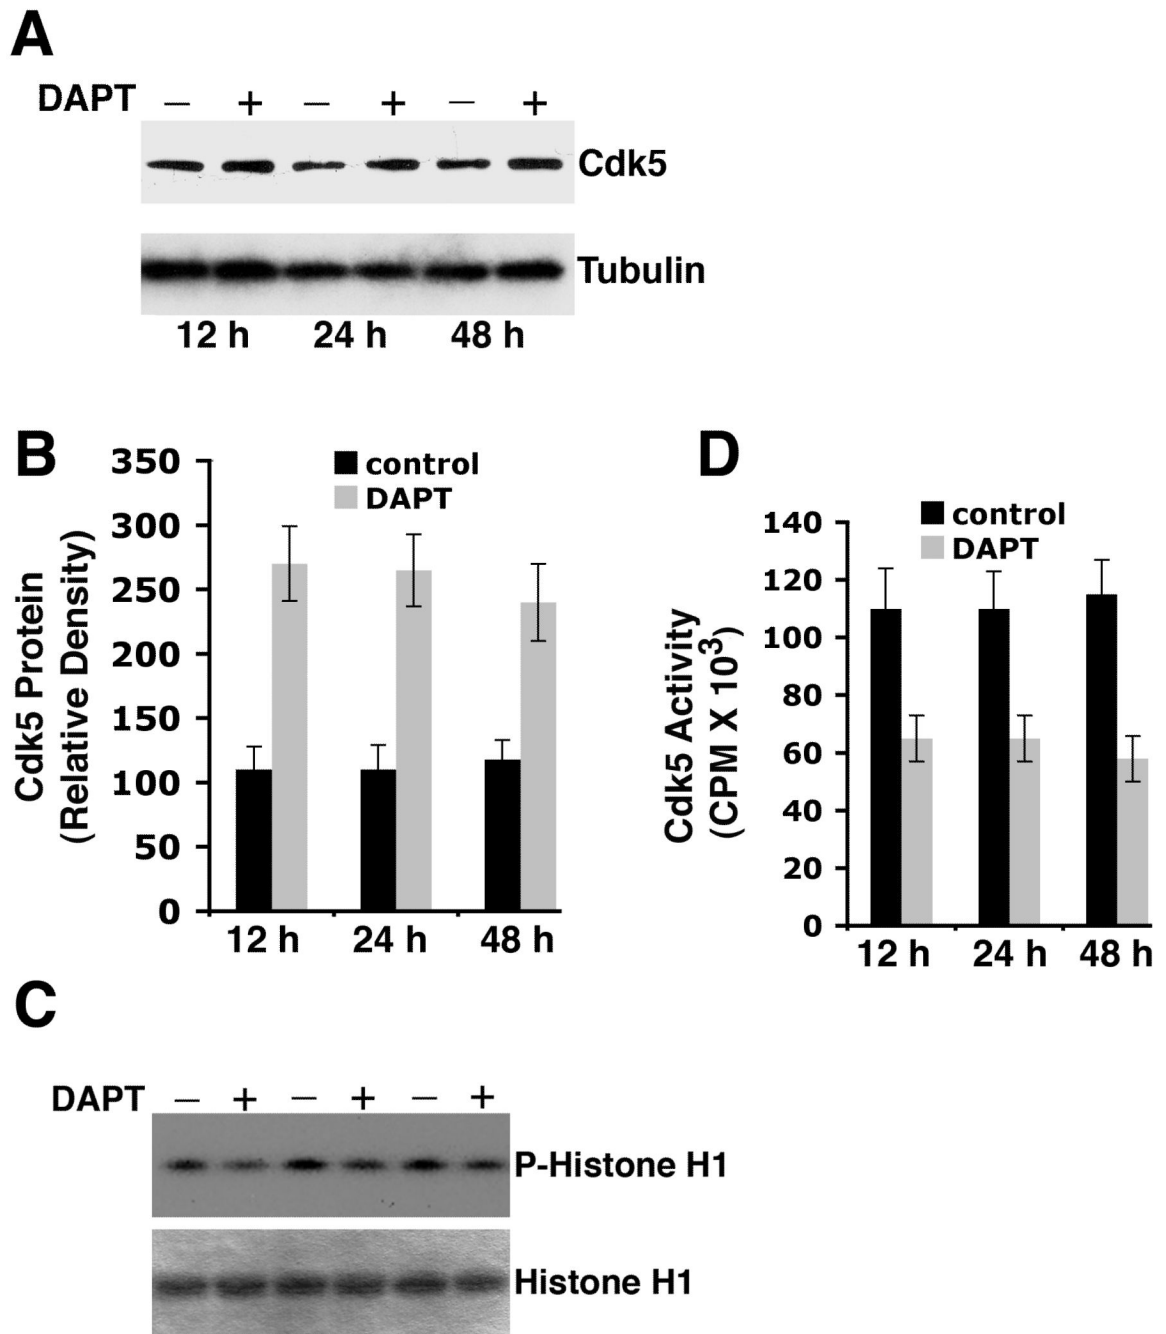 A
DAPT – + – + – +
Cdk5
Tubulin
12 h 24 h 48 h
B
350
300
250
200
150
100
50
0
Cdk5 Protein
(Relative Density)
control
DAPT
12 h 24 h 48 h
D
140
120
100
80
60
40
20
0
Cdk5 Activity
(CPM X 10³)
control
DAPT
12 h 24 h 48 h
C
DAPT – + – + – +
P-Histone H1
Histone H1